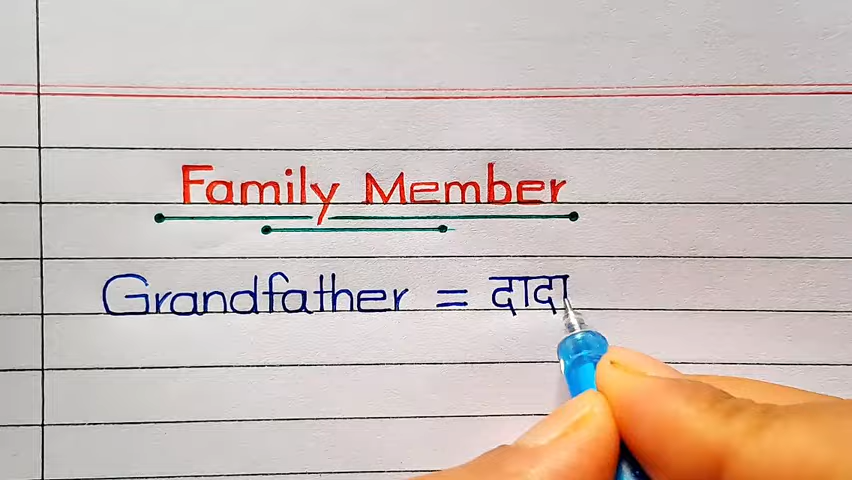 Family Member
Grandfather = दादा